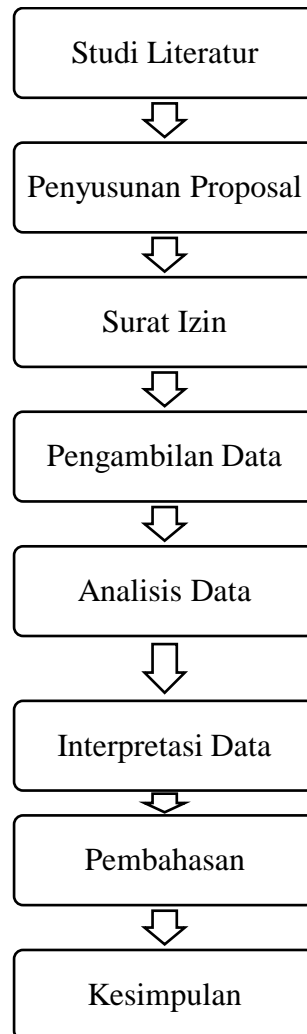 Studi Literatur
Penyusunan Proposal
Surat Izin
Pengambilan Data
Analisis Data
Interpretasi Data
Pembahasan
Kesimpulan